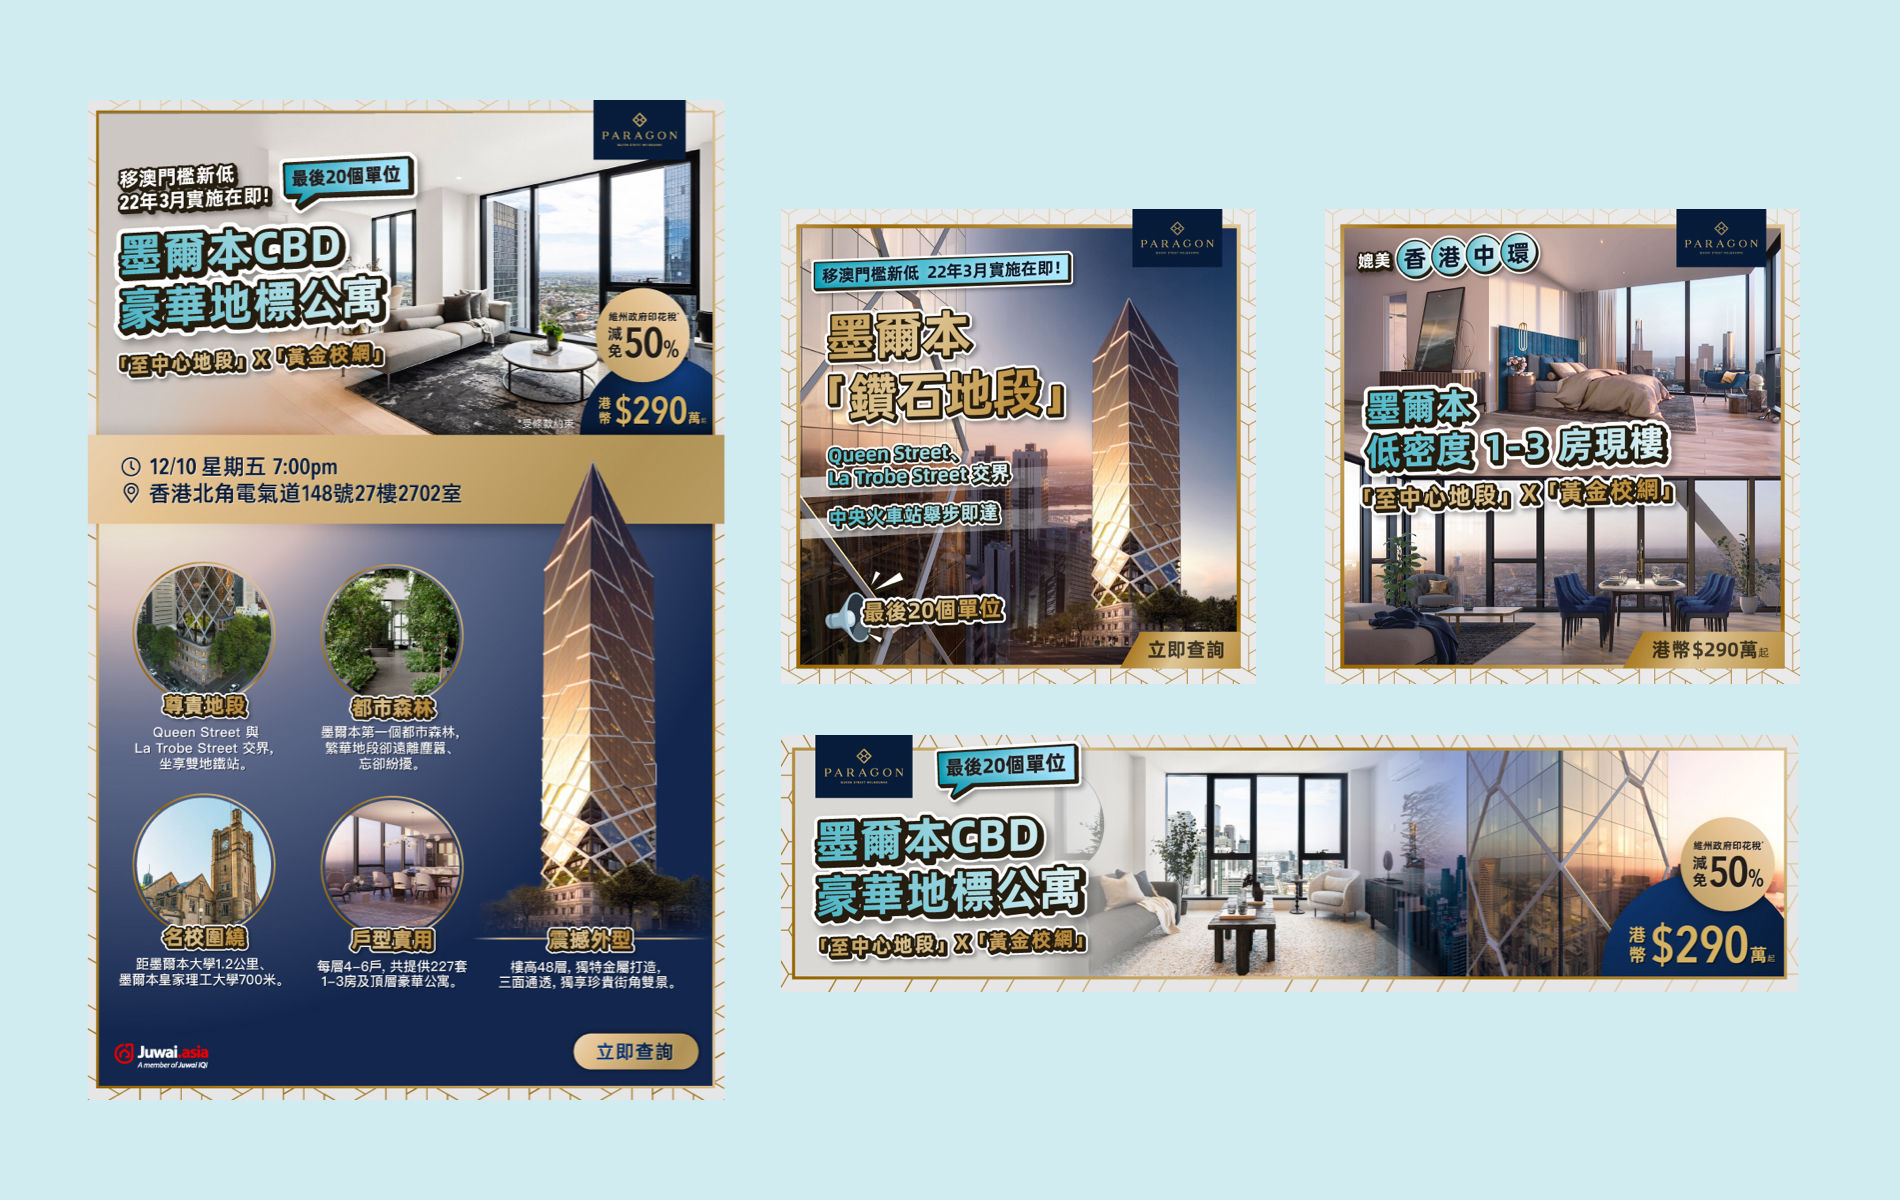 PARAGON
QUEEN STREET MELBOURNE
移澳門檻新低
22年3月實施在即!
最後20個單位
墨爾本CBD
豪華地標公寓
「至中心地段」X「黃金校網」
維州政府印花稅*
減免50%
港幣$290萬起
*受條款約束
12/10 星期五 7:00pm
香港北角電氣道148號27樓2702室
尊貴地段
Queen Street 與
La Trobe Street 交界,
坐享雙地鐵站。
都市森林
墨爾本第一個都市森林,
繁華地段卻遠離塵囂、
忘卻紛擾。
名校圍繞
距墨爾本大學1.2公里、
墨爾本皇家理工大學700米。
戶型實用
每層4-6戶, 共提供227套
1-3房及頂層豪華公寓。
震撼外型
樓高48層, 獨特金屬打造,
三面通透, 獨享珍貴街角雙景。
Juwai.asia
A member of Juwai IQI
立即查詢
PARAGON
移澳門檻新低 22年3月實施在即!
墨爾本
「鑽石地段」
Queen Street、
La Trobe Street 交界
中央火車站舉步即達
最後20個單位
立即查詢
PARAGON
媲美香港中環
墨爾本
低密度 1-3 房現樓
「至中心地段」X「黃金校網」
港幣$290萬起
PARAGON
QUEEN STREET MELBOURNE
最後20個單位
墨爾本CBD
豪華地標公寓
「至中心地段」X「黃金校網」
維州政府印花稅*
減免50%
港幣$290萬起